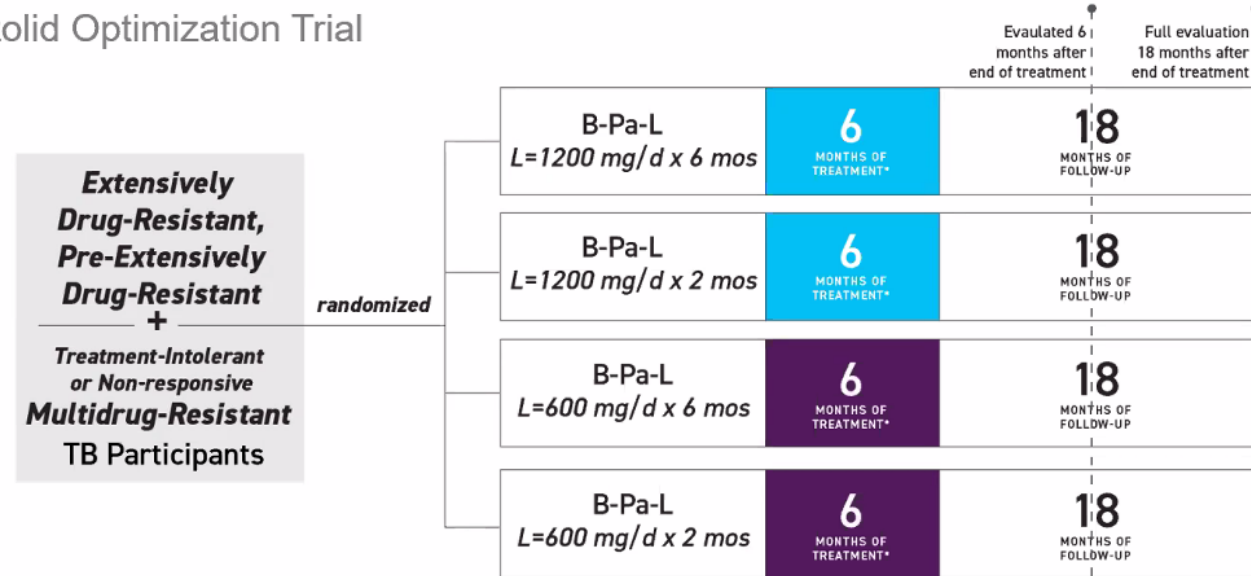 olid Optimization Trial
Evaulated 6
months after
end of treatment
Full evaluation
18 months after
end of treatment
Extensively
Drug-Resistant,
Pre-Extensively
Drug-Resistant
+
Treatment-Intolerant
or Non-responsive
Multidrug-Resistant
TB Participants
randomized
B-Pa-L
L=1200 mg/d x 6 mos
6
MONTHS OF
TREATMENT*
18
MONTHS OF
FOLLOW-UP
B-Pa-L
L=1200 mg/d x 2 mos
6
MONTHS OF
TREATMENT*
18
MONTHS OF
FOLLOW-UP
B-Pa-L
L=600 mg/d x 6 mos
6
MONTHS OF
TREATMENT*
18
MONTHS OF
FOLLOW-UP
B-Pa-L
L=600 mg/d x 2 mos
6
MONTHS OF
TREATMENT*
18
MONTHS OF
FOLLOW-UP